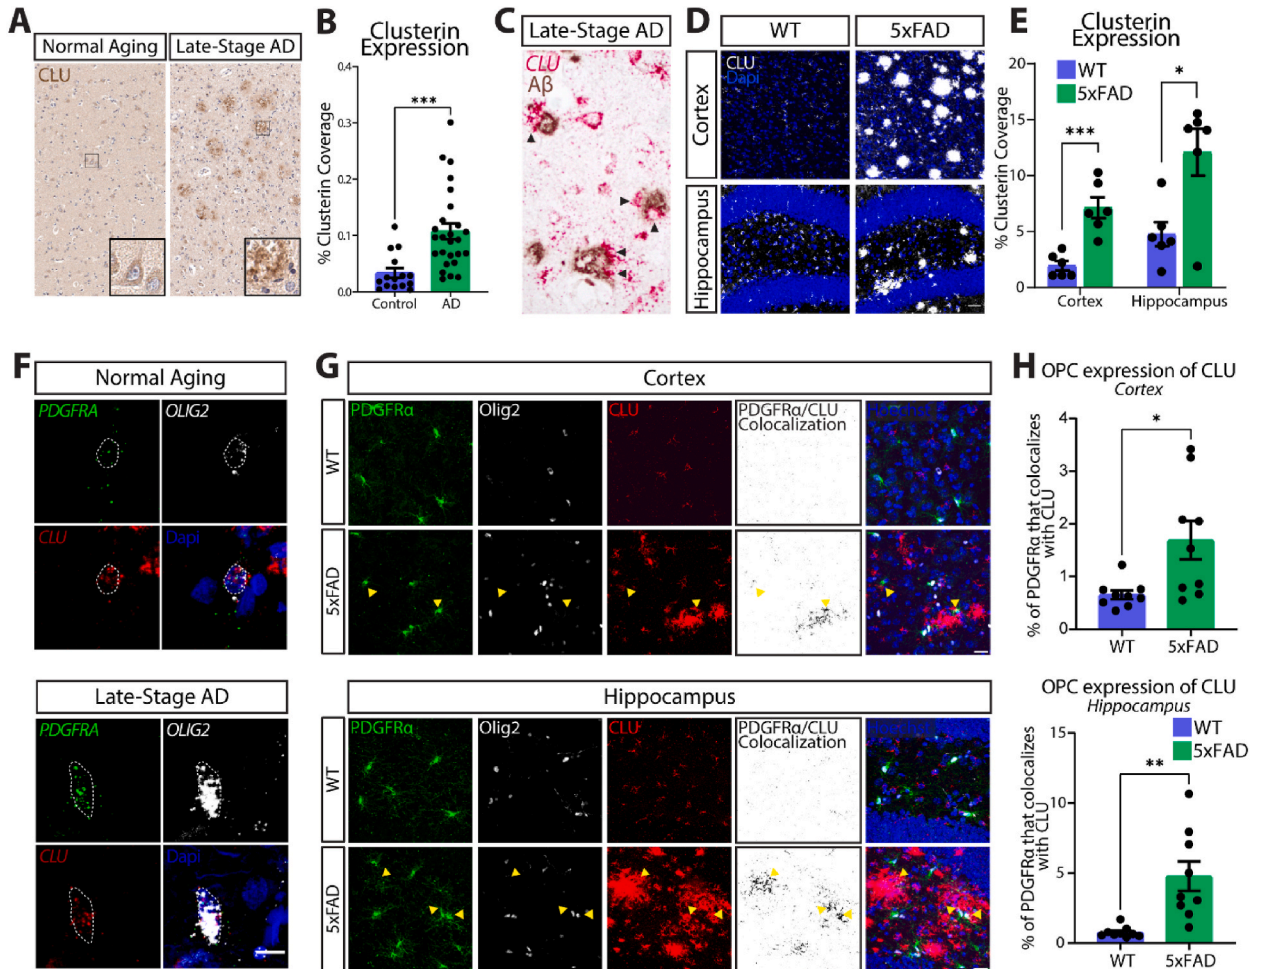 A
Normal Aging
Late-Stage AD
CLU
B
Clusterin
Expression
% Clusterin Coverage
0.4
0.3
0.2
0.1
0.0
***
Control
AD
C
Late-Stage AD
CLU
Aβ
D
WT
5xFAD
CLU
Dapi
Cortex
Hippocampus
E
Clusterin
Expression
WT
5xFAD
% Clusterin Coverage
20
15
10
5
0
***
*
Cortex
Hippocampus
F
Normal Aging
PDGFRA
OLIG2
CLU
Dapi
Late-Stage AD
PDGFRA
OLIG2
CLU
Dapi
G
Cortex
PDGFRα
Olig2
CLU
PDGFRα/CLU
Colocalization
Hoechst
WT
5xFAD
Hippocampus
PDGFRα
Olig2
CLU
PDGFRα/CLU
Colocalization
Hoechst
WT
5xFAD
H
OPC expression of CLU
Cortex
% of PDGFRα that colocalizes
with CLU
4
3
2
1
0
*
WT
5xFAD
OPC expression of CLU
Hippocampus
WT
5xFAD
% of PDGFRα that colocalizes
with CLU
15
10
5
0
**
WT
5xFAD